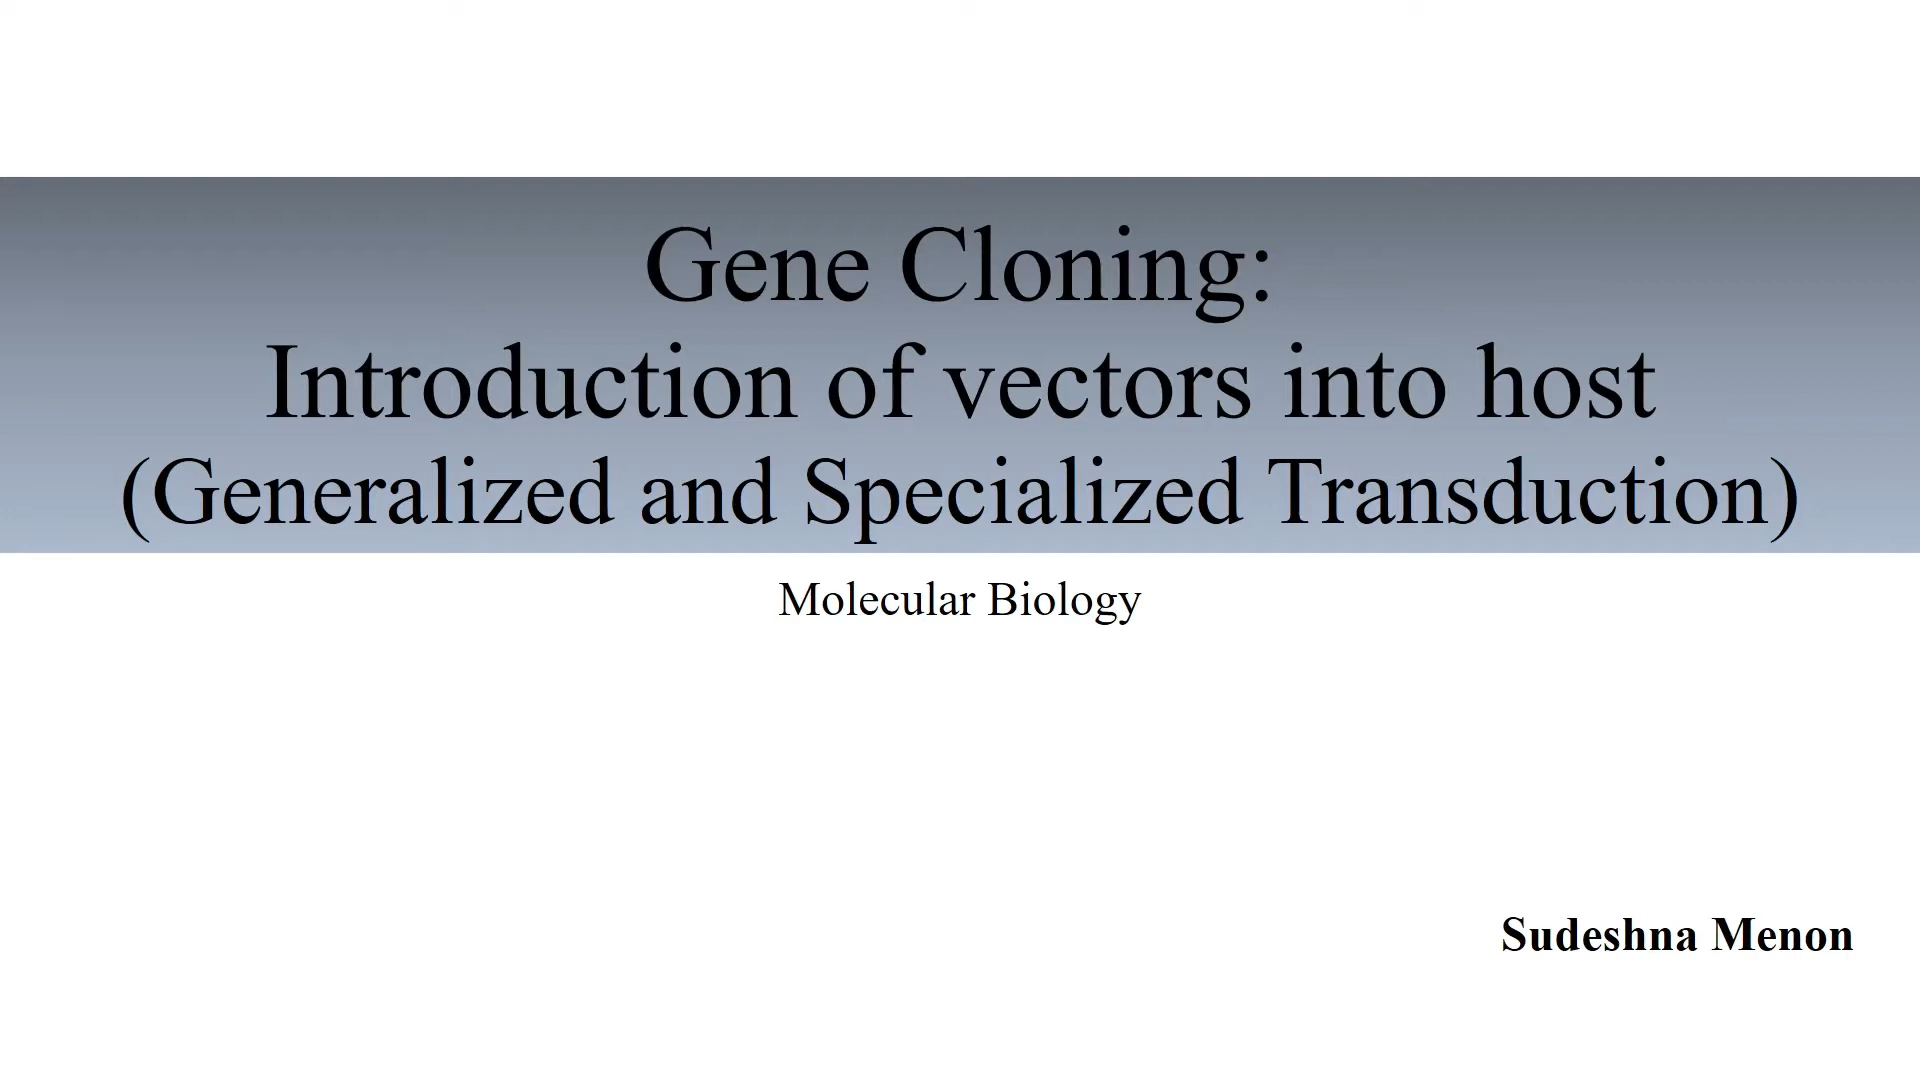 Gene Cloning:
Introduction of vectors into host
(Generalized and Specialized Transduction)
Molecular Biology
Sudeshna Menon